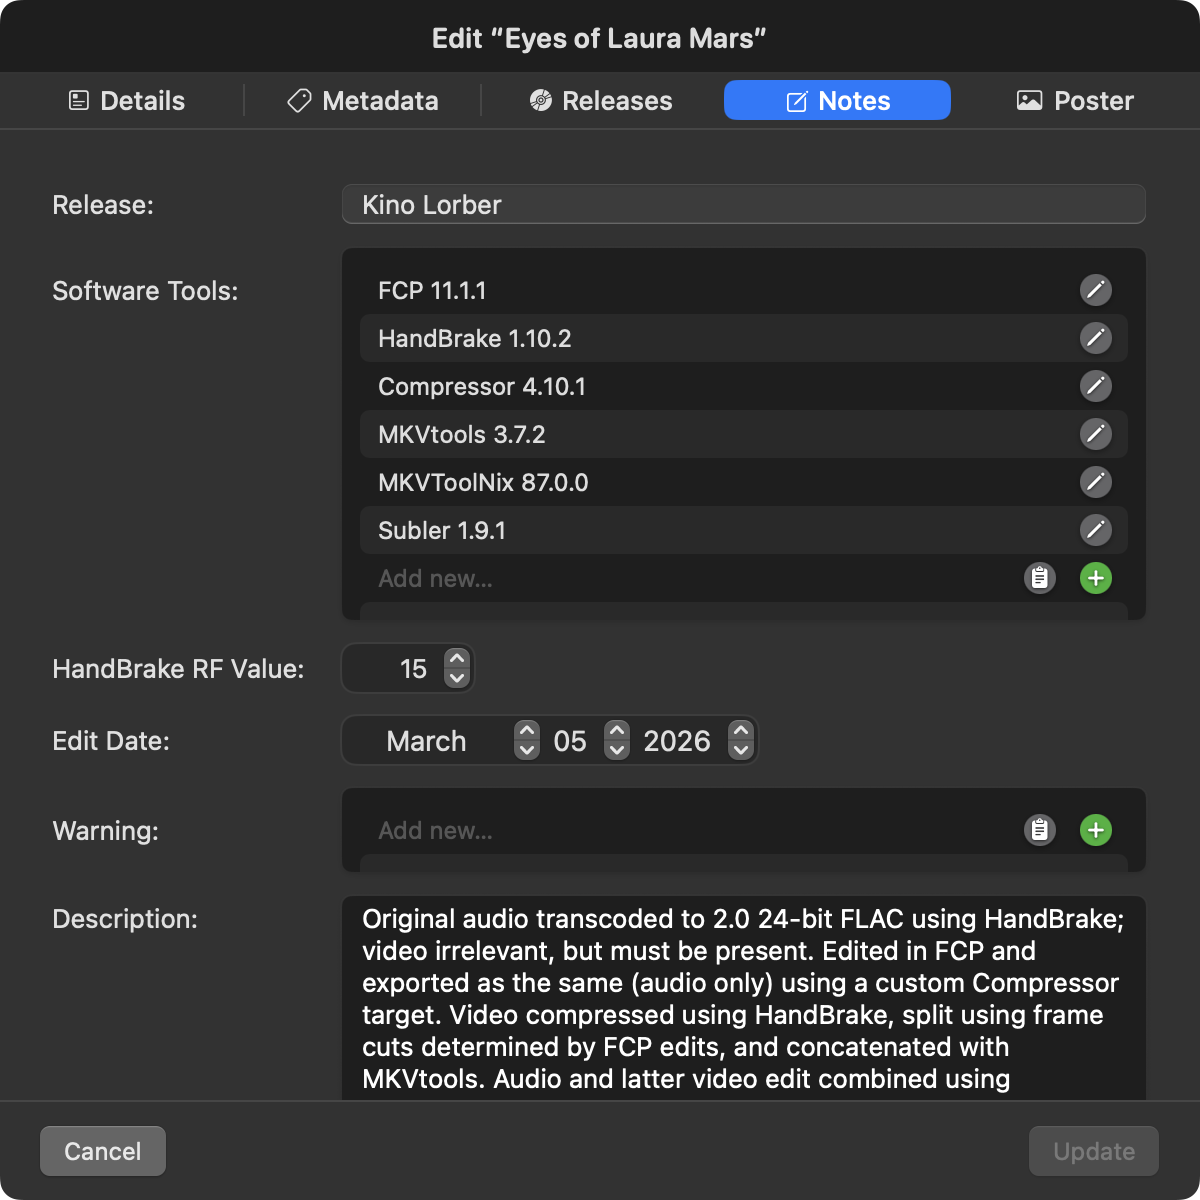 Edit “Eyes of Laura Mars”
Details
Metadata
Releases
Notes
Poster
Release:
Kino Lorber
Software Tools:
FCP 11.1.1
HandBrake 1.10.2
Compressor 4.10.1
MKVtools 3.7.2
MKVToolNix 87.0.0
Subler 1.9.1
Add new...
HandBrake RF Value:
15
Edit Date:
March 05 2026
Warning:
Add new...
Description:
Original audio transcoded to 2.0 24-bit FLAC using HandBrake;
video irrelevant, but must be present. Edited in FCP and
exported as the same (audio only) using a custom Compressor
target. Video compressed using HandBrake, split using frame
cuts determined by FCP edits, and concatenated with
MKVtools. Audio and latter video edit combined using
Cancel
Update